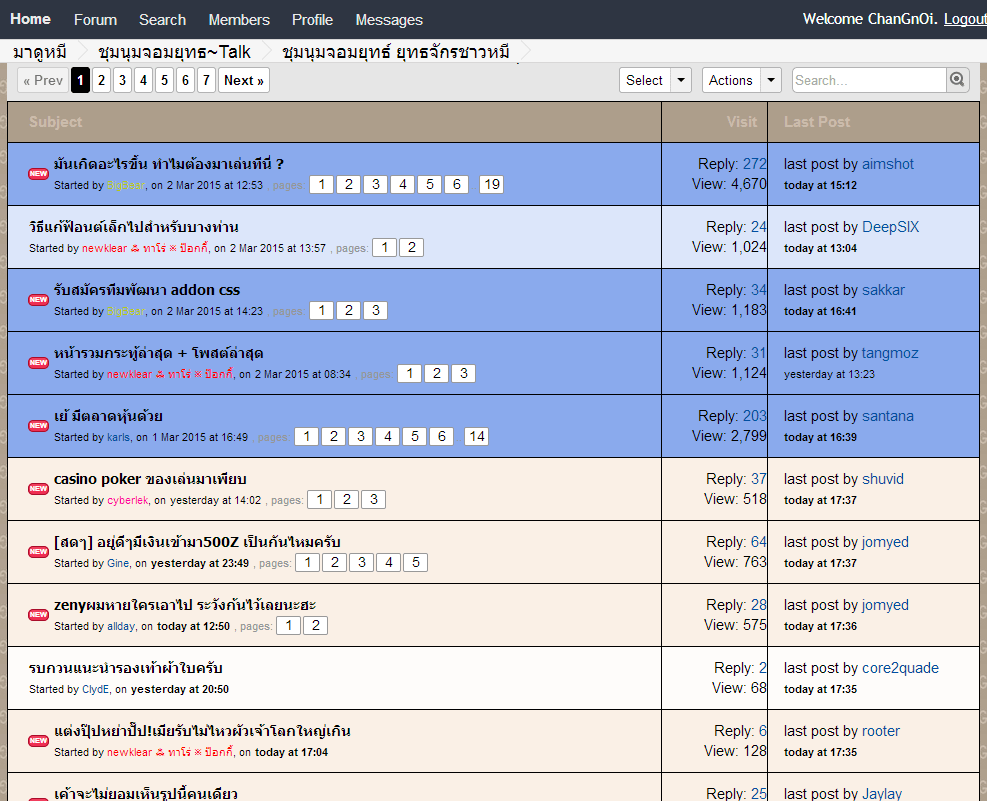 Home Forum Search Members Profile Messages Welcome ChanGnOi. Logout
มาดูหมี ชุมนุมจอมยุทธ~Talk ชุมนุมจอมยุทธ์ ยุทธจักรชาวหมี
« Prev 1 2 3 4 5 6 7 Next » Select Actions Search...
Subject Visit Last Post
NEW มันเกิดอะไรขึ้น ทำไมต้องมาเล่นที่นี่ ? Reply: 272 last post by aimshot
Started by BigBear, on 2 Mar 2015 at 12:53 , pages: 1 2 3 4 5 6 19 View: 4,670 today at 15:12
วิธีแก้ฟ้อนต์เล็กไปสำหรับบางท่าน Reply: 24 last post by DeepSIX
Started by newklear ஃ ทาโร่ ※ ป๊อกกี้, on 2 Mar 2015 at 13:57 , pages: 1 2 View: 1,024 today at 13:04
NEW รับสมัครทีมพัฒนา addon css Reply: 34 last post by sakkar
Started by BigBear, on 2 Mar 2015 at 14:23 , pages: 1 2 3 View: 1,183 today at 16:41
NEW หน้ารวมกระทู้ล่าสุด + โพสต์ล่าสุด Reply: 31 last post by tangmoz
Started by newklear ஃ ทาโร่ ※ ป๊อกกี้, on 2 Mar 2015 at 08:34 , pages: 1 2 3 View: 1,124 yesterday at 13:23
NEW เย้ มีตลาดหุ้นด้วย Reply: 203 last post by santana
Started by karls, on 1 Mar 2015 at 16:49 , pages: 1 2 3 4 5 6 14 View: 2,799 today at 16:39
NEW casino poker ของเล่นมาเพียบ Reply: 37 last post by shuvid
Started by cyberlek, on yesterday at 14:02 , pages: 1 2 3 View: 518 today at 17:37
NEW [สดๆ] อยู่ดีๆมีเงินเข้ามา500Z เป็นกันไหมครับ Reply: 64 last post by jomyed
Started by Gine, on yesterday at 23:49 , pages: 1 2 3 4 5 View: 763 today at 17:37
NEW zenyผมหายใครเอาไป ระวังกันไว้เลยนะฮะ Reply: 28 last post by jomyed
Started by allday, on today at 12:50 , pages: 1 2 View: 575 today at 17:36
รบกวนแนะนำรองเท้าผ้าใบครับ Reply: 2 last post by core2quade
Started by ClydE, on yesterday at 20:50 View: 68 today at 17:35
NEW แต่งปุ๊ปหย่าปั๊ป!เมียรับไม่ไหวผัวเจ้าโลกใหญ่เกิน Reply: 6 last post by rooter
Started by newklear ஃ ทาโร่ ※ ป๊อกกี้, on today at 17:04 View: 128 today at 17:35
เค้าจะไม่ยอมเห็นรูปนี้คนเดียว Reply: 25 last post by Jaylay